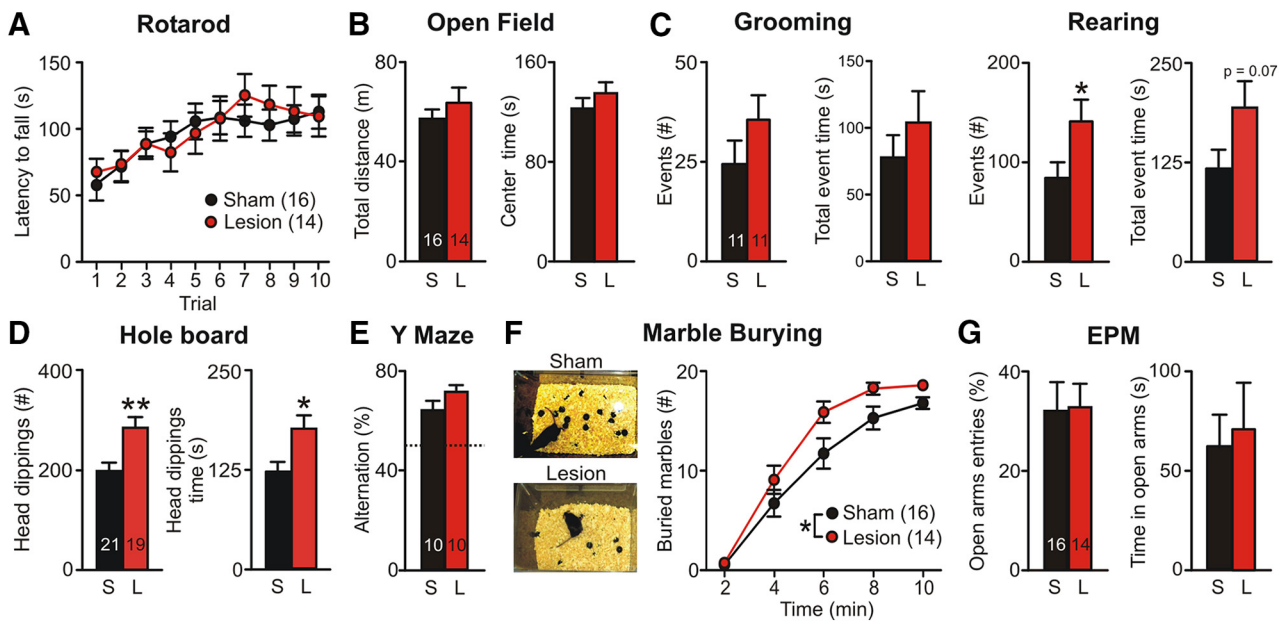 A
Rotarod
Latency to fall (s)
150
100
50
0
1 2 3 4 5 6 7 8 9 10
Trial
Sham (16)
Lesion (14)
B
Open Field
Total distance (m)
80
40
0
16 14
S L
Center time (s)
160
80
0
S L
C
Grooming
Events (#)
50
25
0
11 11
S L
Total event time (s)
150
100
50
0
S L
Rearing
Events (#)
200
100
0
*
S L
Total event time (s)
250
125
0
p = 0.07
S L
D
Hole board
Head dippings (#)
400
200
0
**
21 19
S L
Head dippings
time (s)
250
125
0
*
S L
E
Y Maze
Alternation (%)
80
40
0
10 10
S L
F
Marble Burying
Sham
Lesion
Buried marbles (#)
20
10
0
2 4 6 8 10
Time (min)
* Sham (16)
Lesion (14)
G
EPM
Open arms entries (%)
80
40
0
16 14
S L
Time in open arms (s)
100
50
0
S L